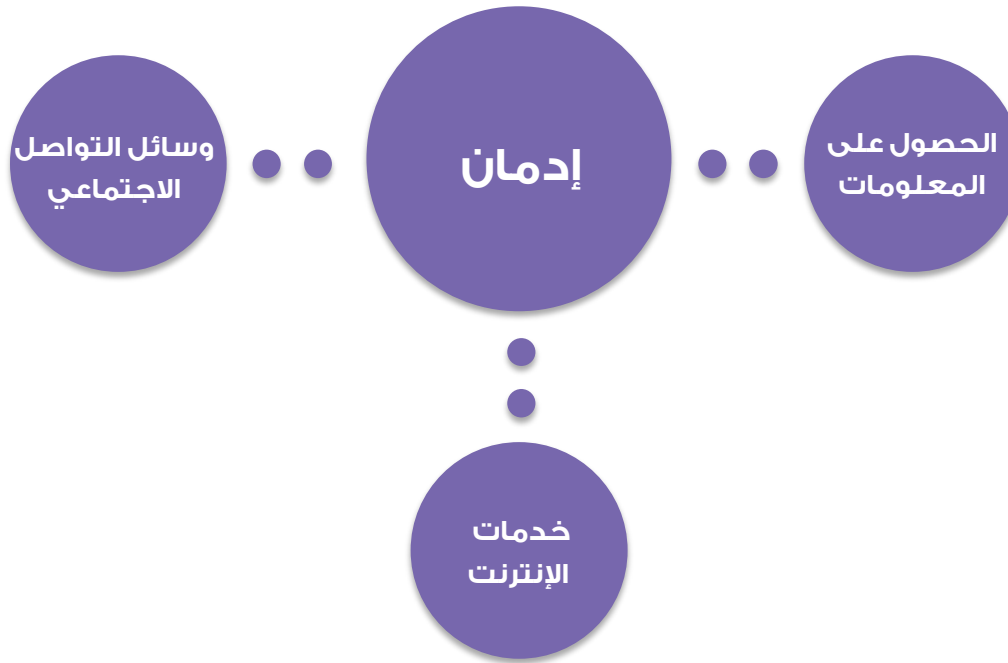 إدمان
الحصول على
المعلومات
وسائل التواصل
الاجتماعي
خدمات
الإنترنت